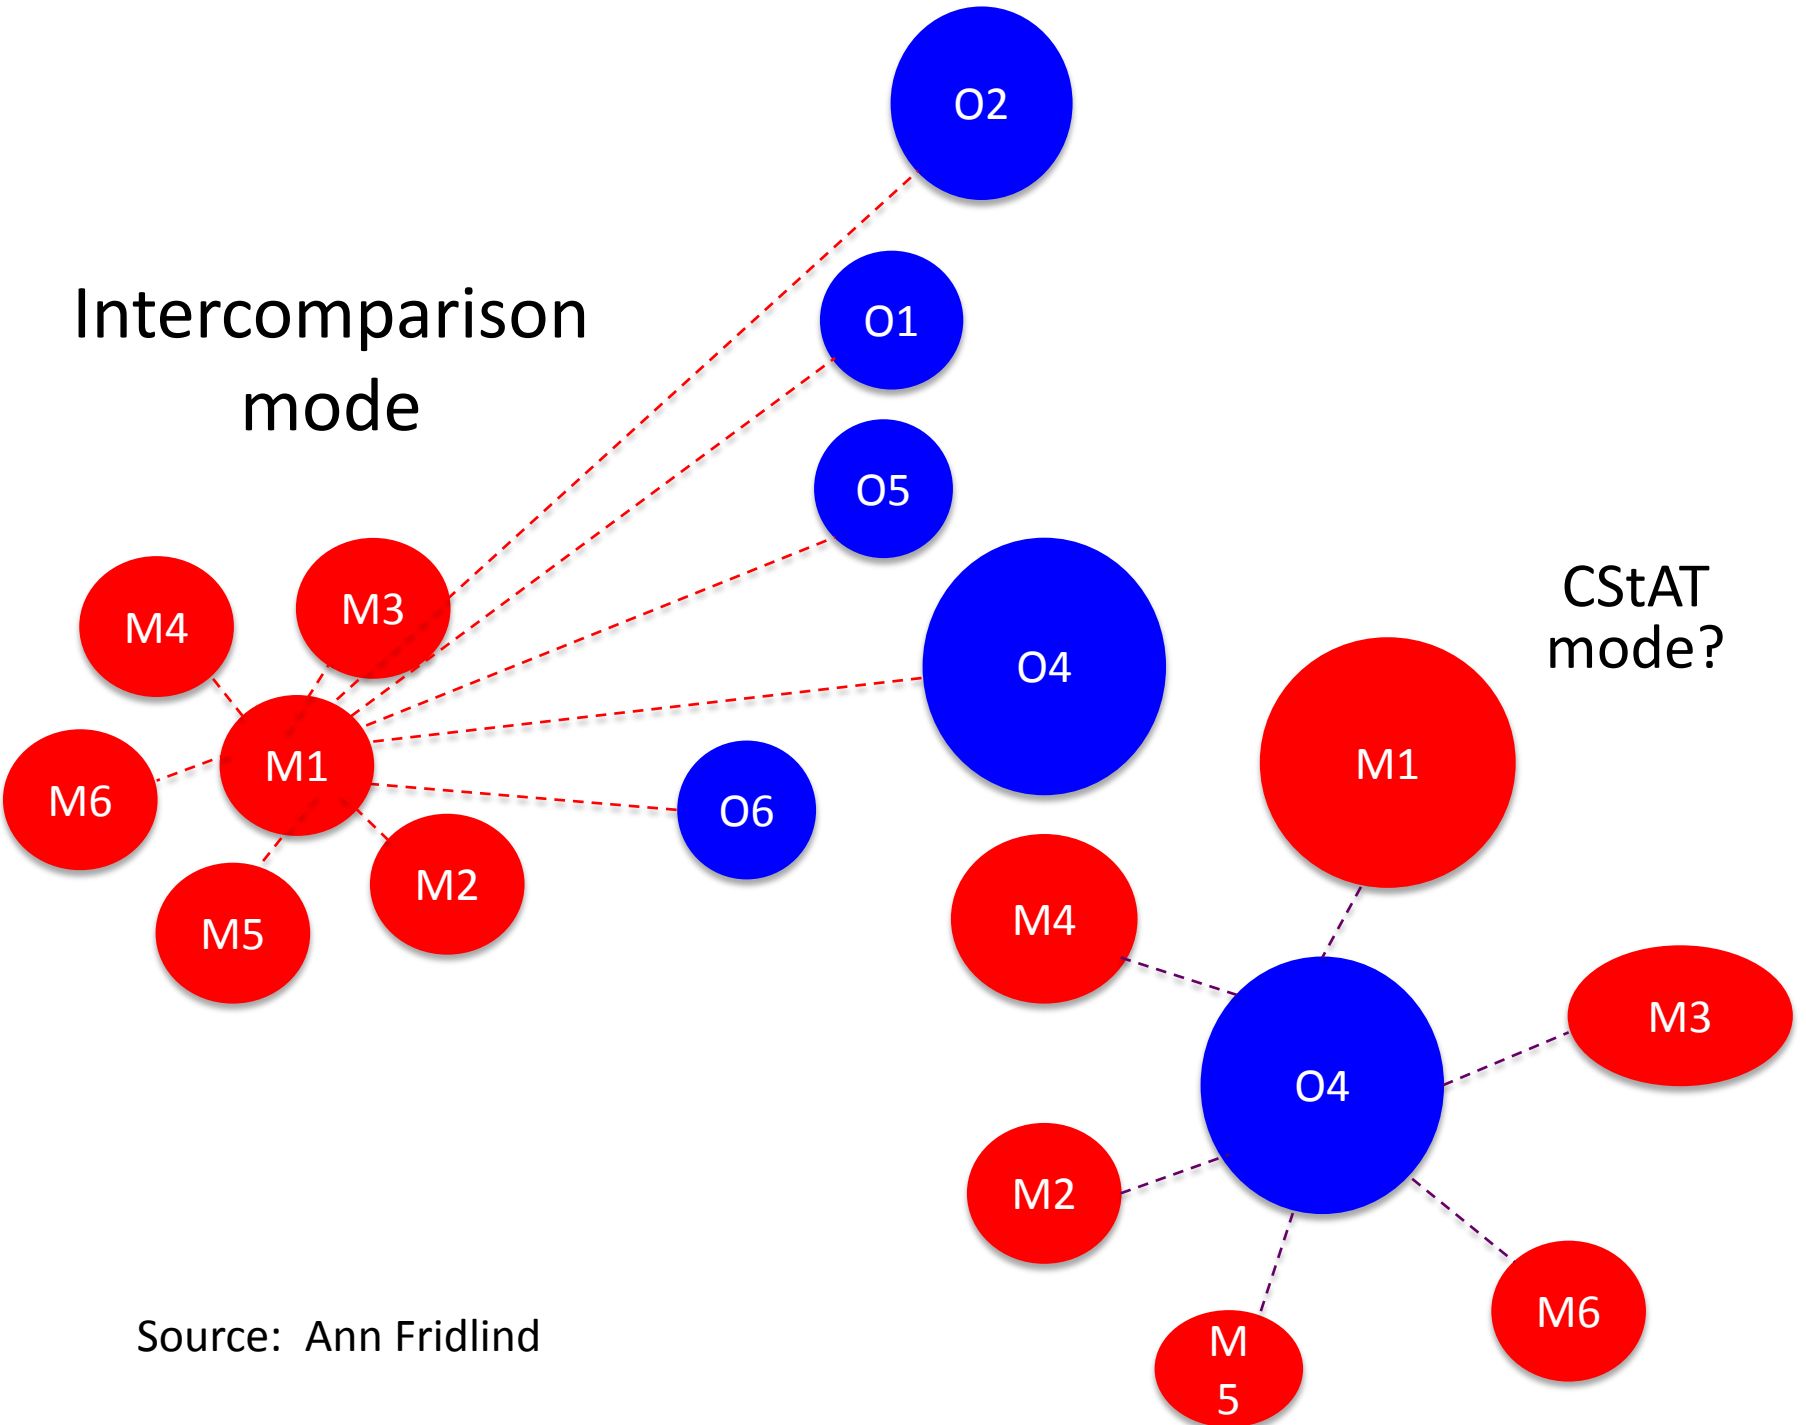 O2
Intercomparison
mode
O1
O5
CStAT
mode?
M4
M3
O4
M1
M6
M1
O6
M2
M5
M4
M3
O4
M2
M6
M
5
Source:  Ann Fridlind